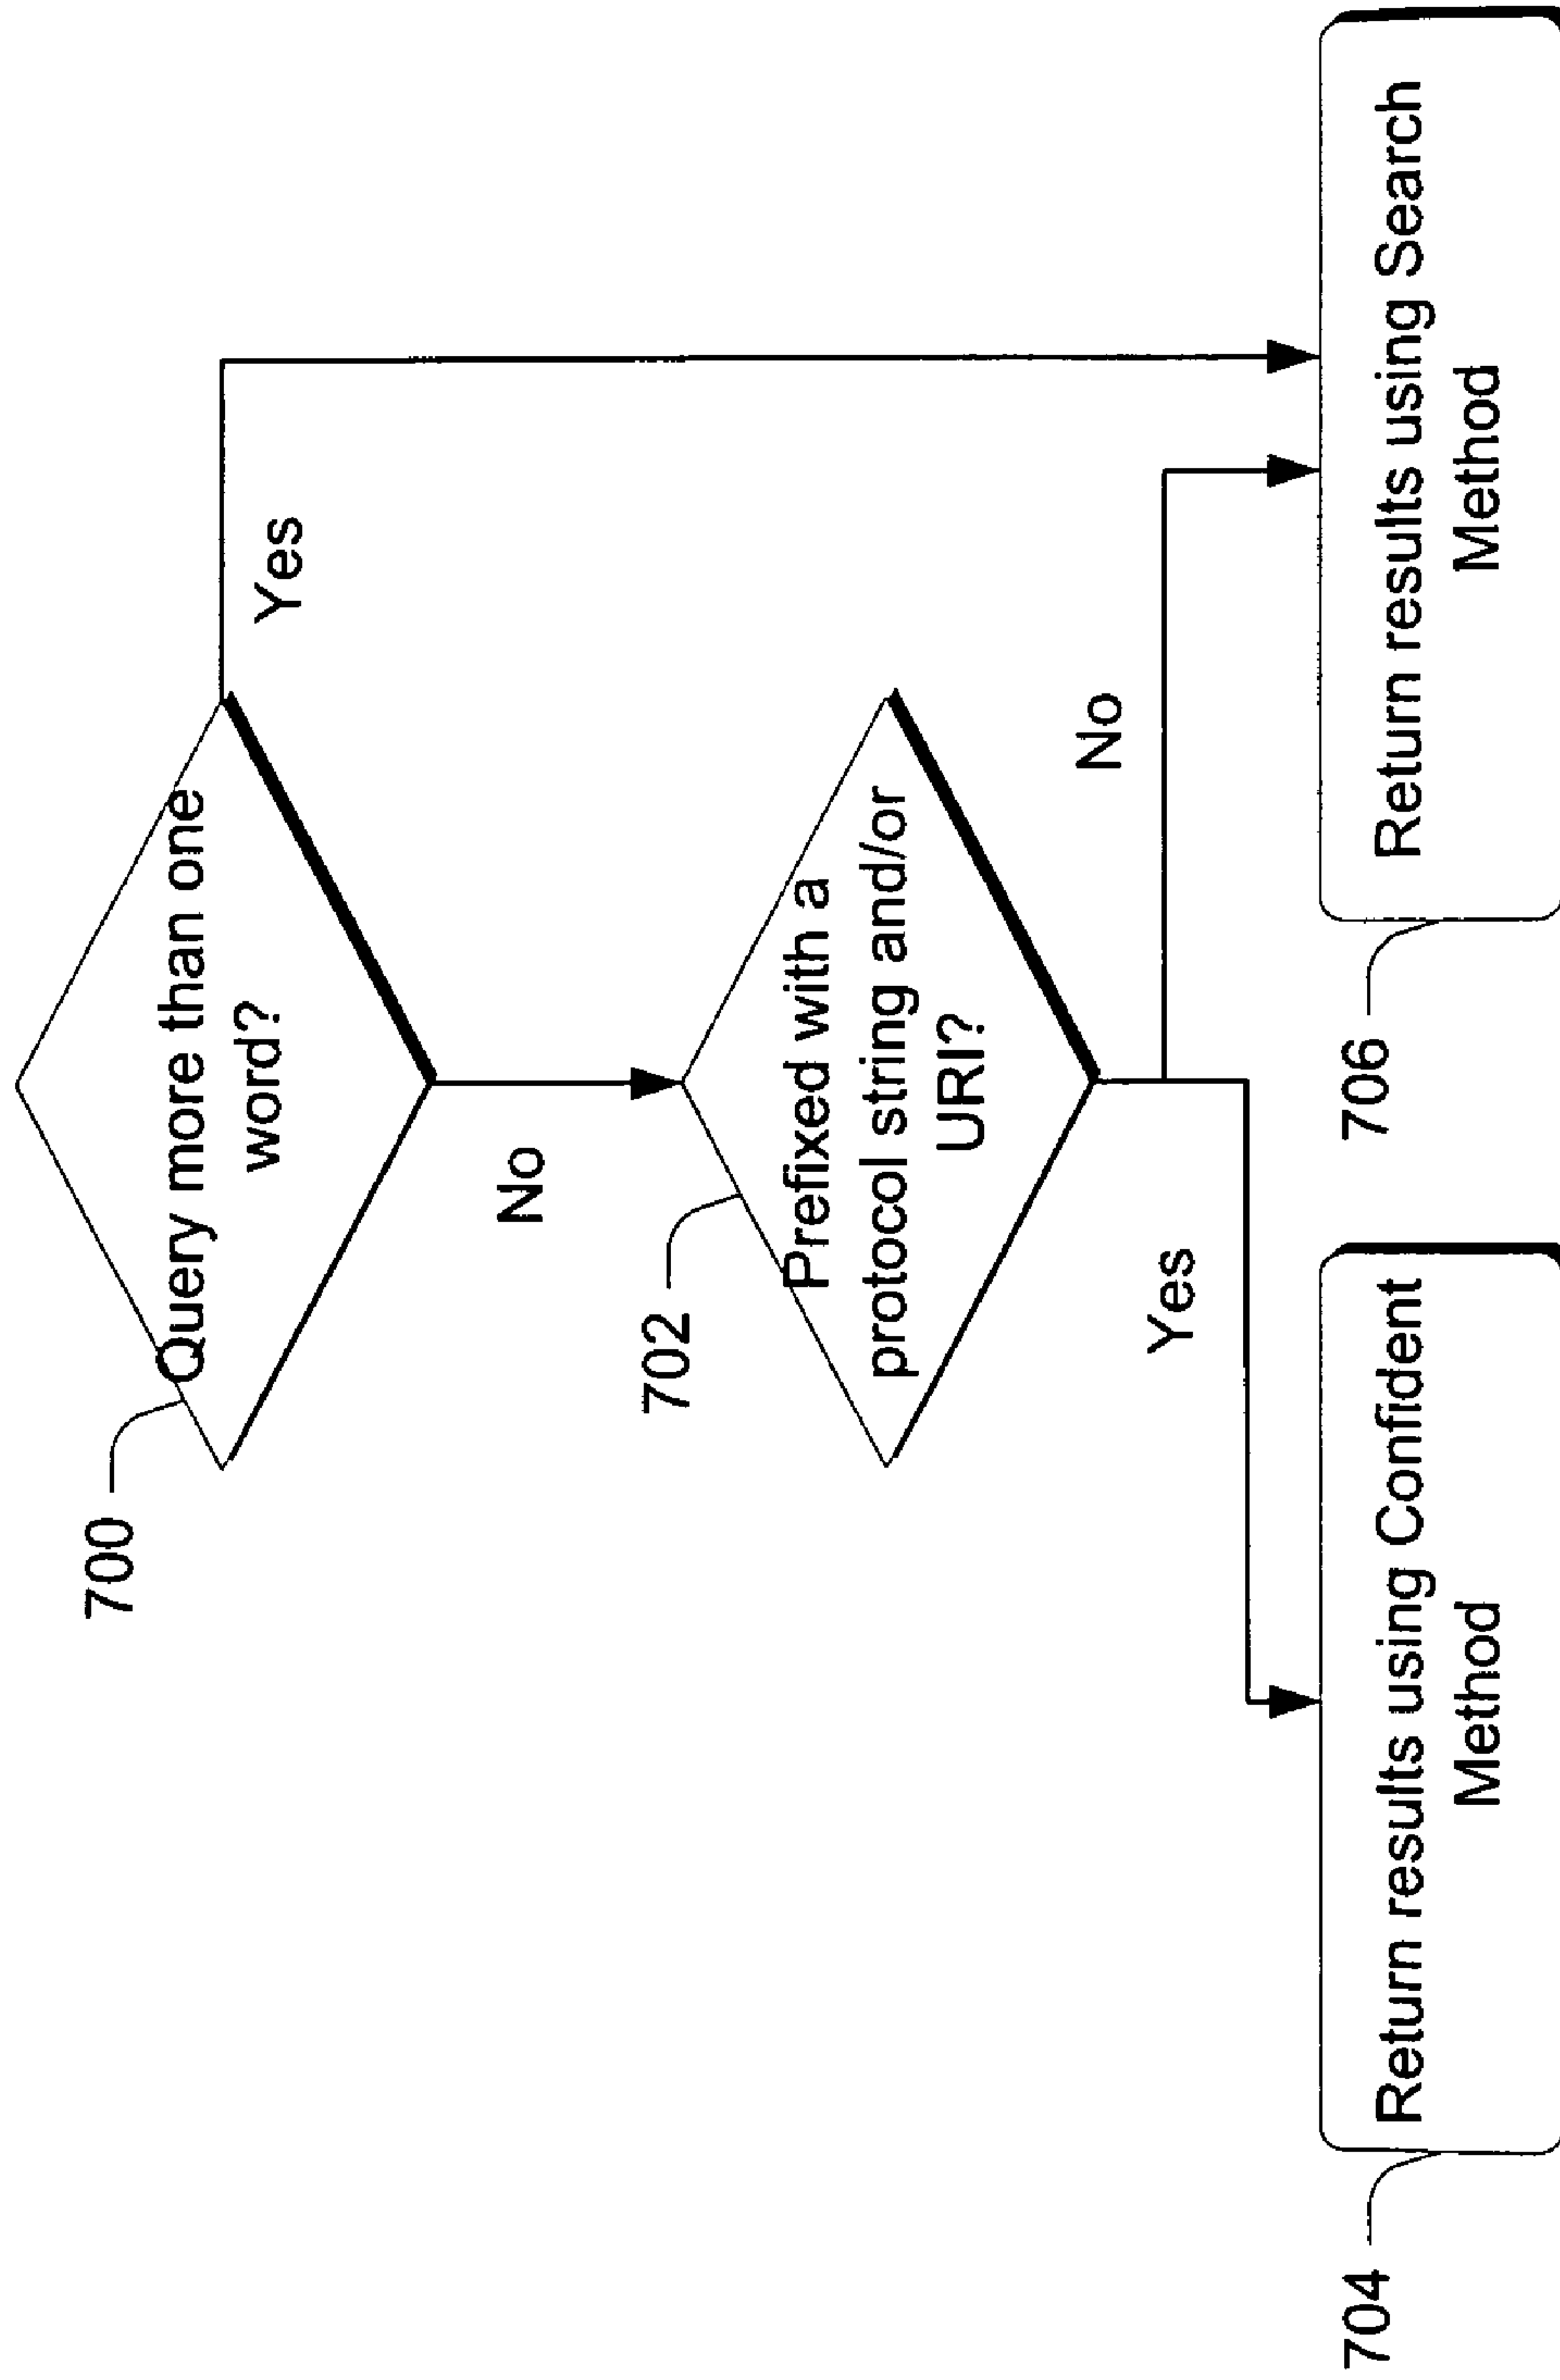 700
Query more than one
word?
Yes
No
702
Prefixed with a
protocol string and/or
URI?
Yes
No
704
Return results using Confident
Method
706
Return results using Search
Method